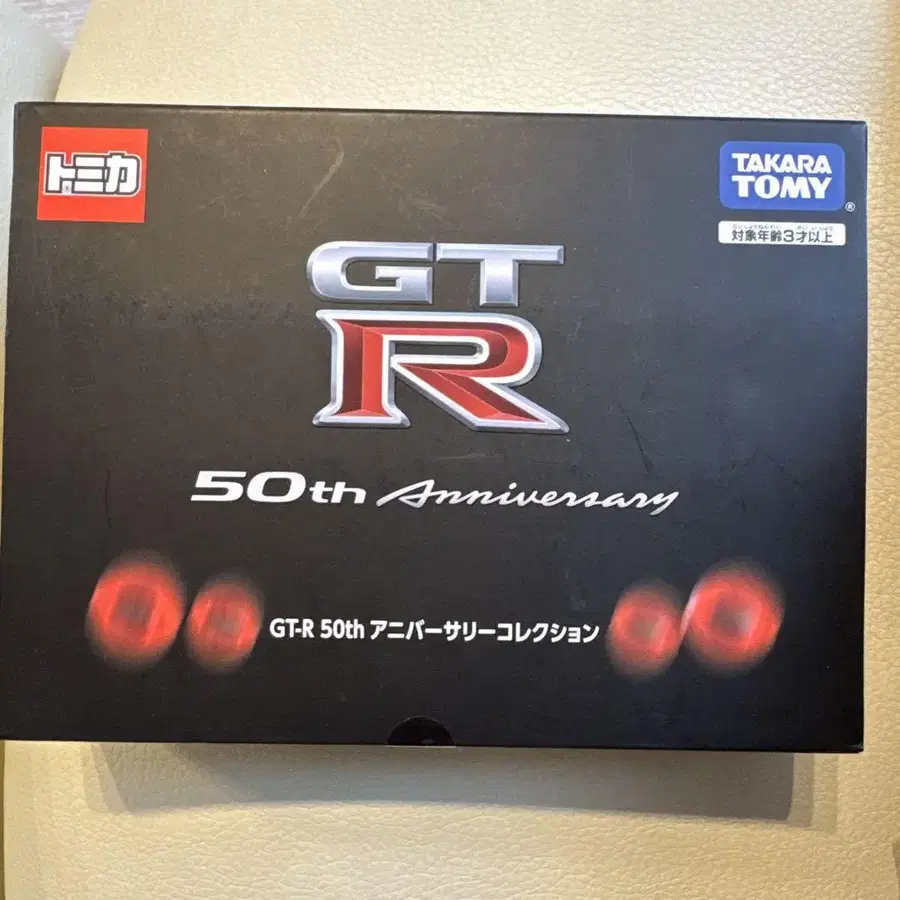 トミカ
®
TAKARA
TOMY
®
対象年齢3才以上
GT
R
50th Anniversary
GT-R 50th アニバーサリーコレクション